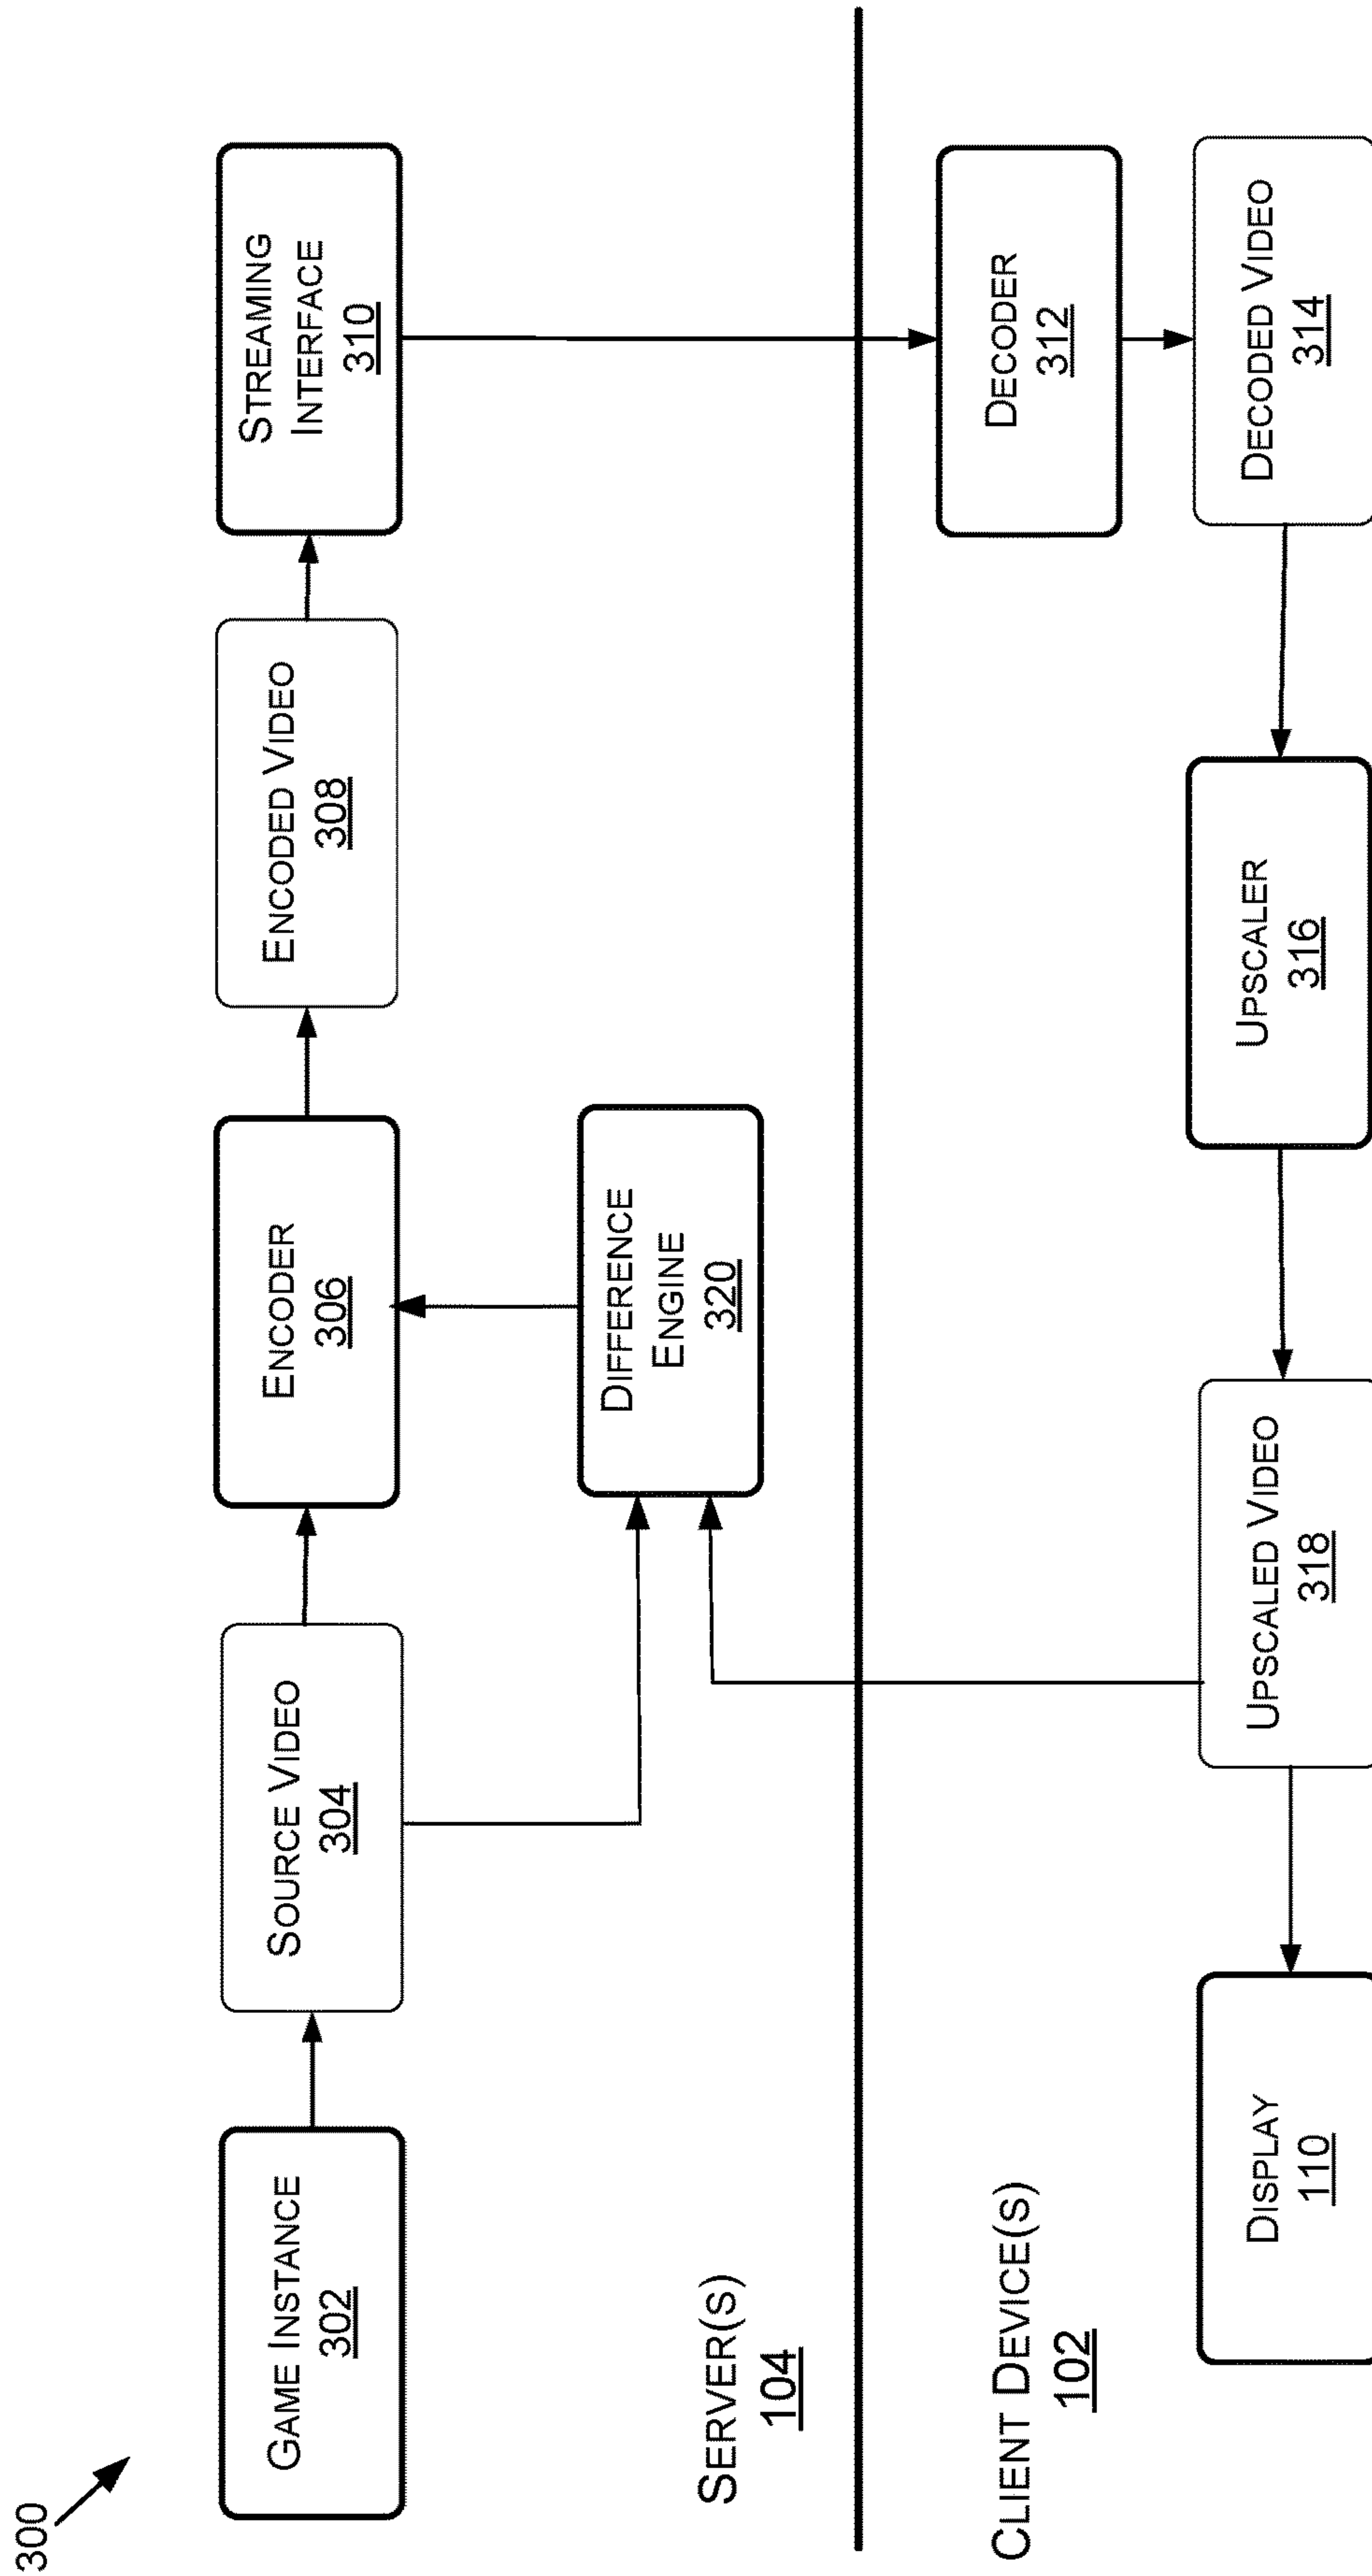 300
GAME INSTANCE
302
SOURCE VIDEO
304
ENCODER
306
ENCODED VIDEO
308
STREAMING
INTERFACE
310
DIFFERENCE
ENGINE
320
SERVER(S)
104
CLIENT DEVICE(S)
102
DECODER
312
DISPLAY
110
UPSCALED VIDEO
318
UPSCALER
316
DECODED VIDEO
314